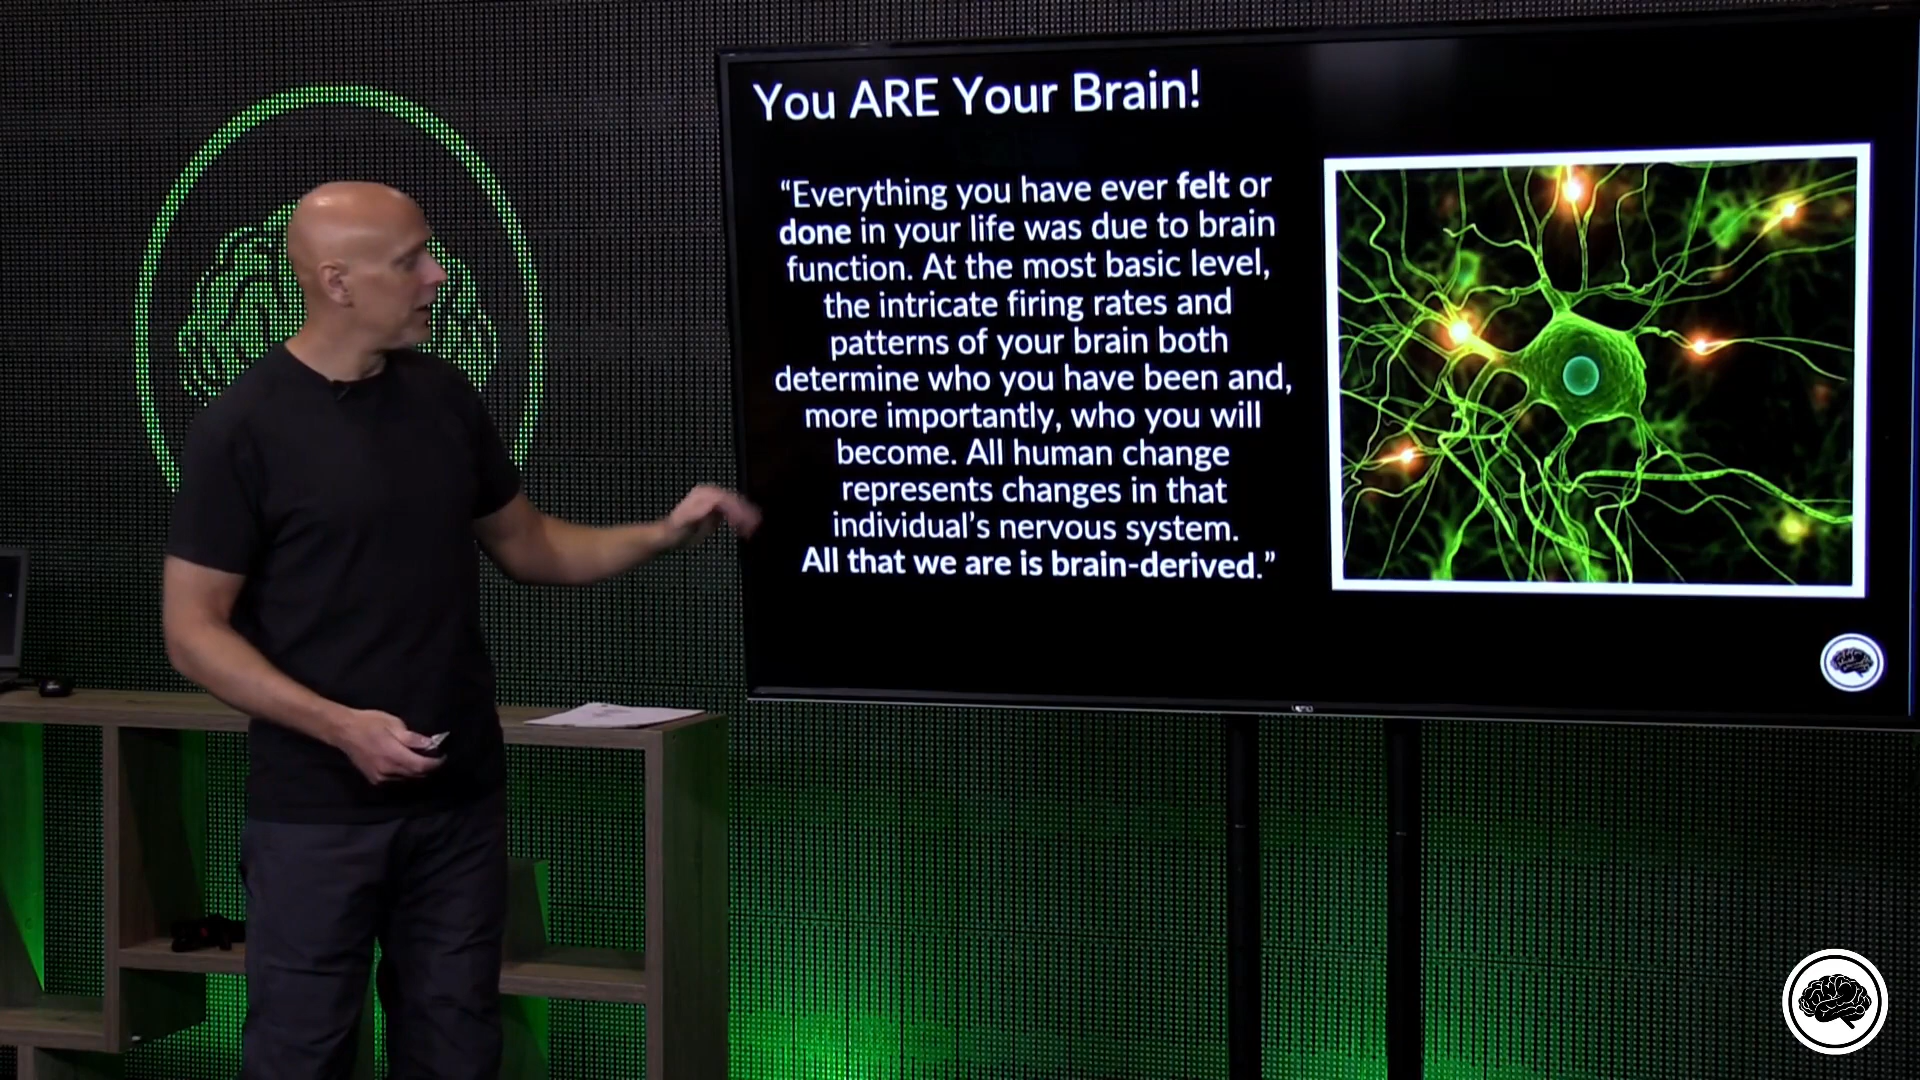 You ARE Your Brain!
“Everything you have ever felt or
done in your life was due to brain
function. At the most basic level,
the intricate firing rates and
patterns of your brain both
determine who you have been and,
more importantly, who you will
become. All human change
represents changes in that
individual’s nervous system.
All that we are is brain-derived.”